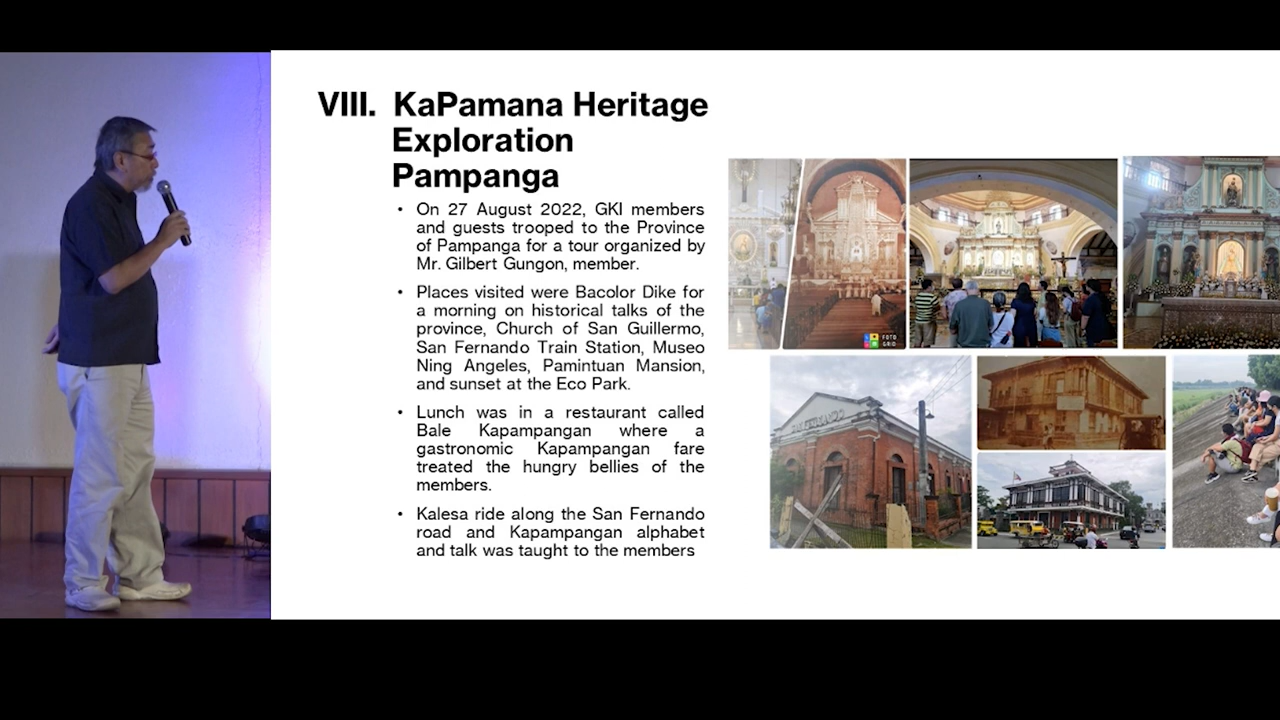 VIII. KaPamana Heritage
Exploration
Pampanga
• On 27 August 2022, GKI members
and guests trooped to the Province
of Pampanga for a tour organized by
Mr. Gilbert Gungon, member.
• Places visited were Bacolor Dike for
a morning on historical talks of the
province, Church of San Guillermo,
San Fernando Train Station, Museo
Ning Angeles, Pamintuan Mansion,
and sunset at the Eco Park.
• Lunch was in a restaurant called
Bale Kapampangan where a
gastronomic Kapampangan fare
treated the hungry bellies of the
members.
• Kalesa ride along the San Fernando
road and Kapampangan alphabet
and talk was taught to the members
FOTO
GRID